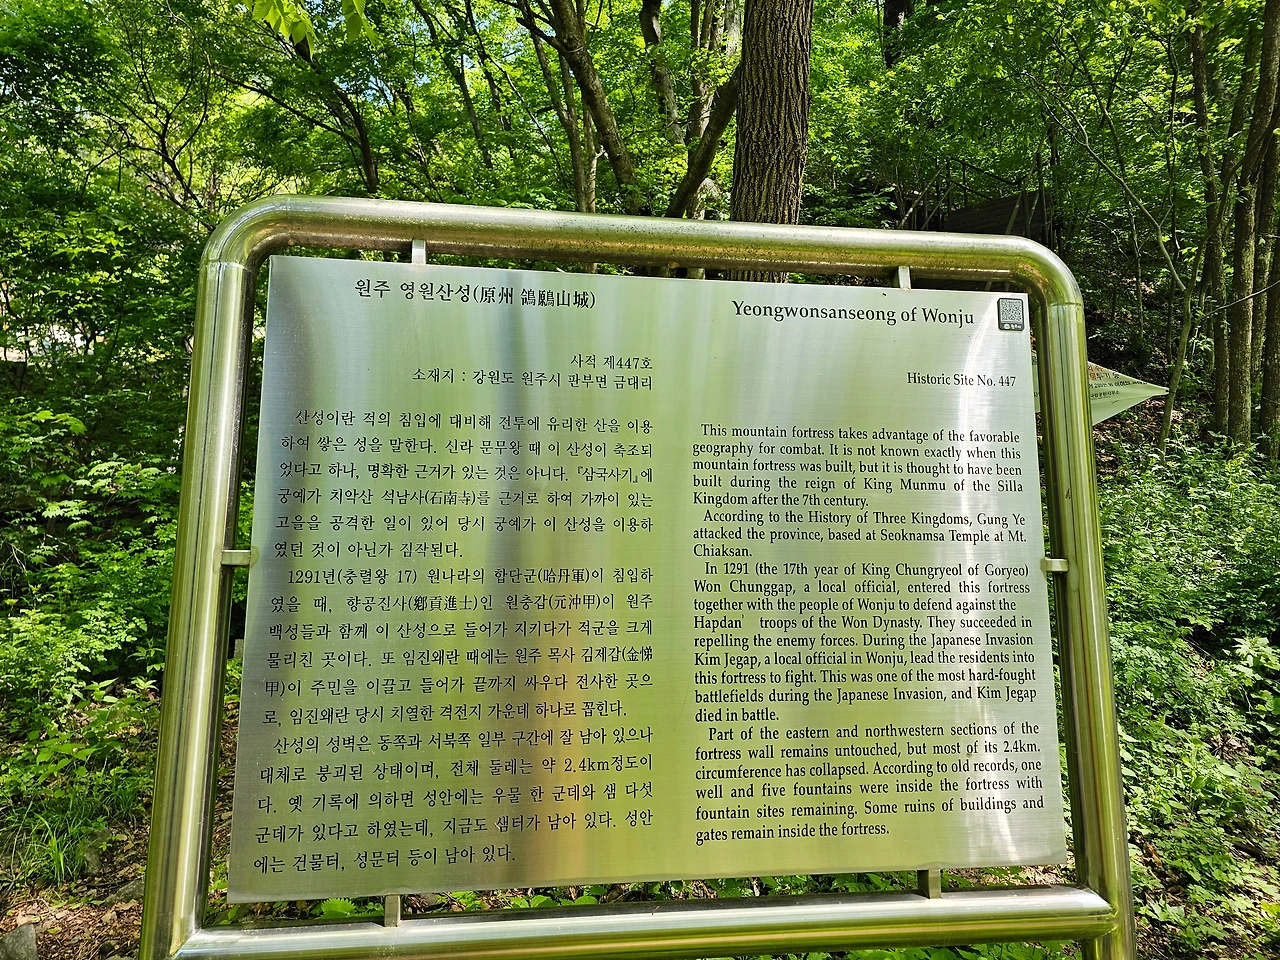 원주 영원산성(原州 鴒鶢山城)
사적 제447호
소재지 : 강원도 원주시 판부면 금대리
산성이란 적의 침입에 대비해 전투에 유리한 산을 이용
하여 쌓은 성을 말한다. 신라 문무왕 때 이 산성이 축조되
었다고 하나, 명확한 근거가 있는 것은 아니다. 『삼국사기』에
궁예가 치악산 석남사(石南寺)를 근거로 하여 가까이 있는
고을을 공격한 일이 있어 당시 궁예가 이 산성을 이용하
였던 것이 아닌가 짐작된다.
1291년(충렬왕 17) 원나라의 합단군(哈丹軍)이 침입하
였을 때, 향공진사(鄕貢進士)인 원충갑(元沖甲)이 원주
백성들과 함께 이 산성으로 들어가 지키다가 적군을 크게
물리친 곳이다. 또 임진왜란 때에는 원주 목사 김제갑(金悌
甲)이 주민을 이끌고 들어가 끝까지 싸우다 전사한 곳으
로, 임진왜란 당시 치열한 격전지 가운데 하나로 꼽힌다.
산성의 성벽은 동쪽과 서북쪽 일부 구간에 잘 남아 있으나
대체로 붕괴된 상태이며, 전체 둘레는 약 2.4km정도이
다. 옛 기록에 의하면 성안에는 우물 한 군데와 샘 다섯
군데가 있다고 하였는데, 지금도 샘터가 남아 있다. 성안
에는 건물터, 성문터 등이 남아 있다.
Yeongwonsanseong of Wonju
Historic Site No. 447
This mountain fortress takes advantage of the favorable
geography for combat. It is not known exactly when this
mountain fortress was built, but it is thought to have been
built during the reign of King Munmu of the Silla
Kingdom after the 7th century.
According to the History of Three Kingdoms, Gung Ye
attacked the province, based at Seoknamsa Temple at Mt.
Chiaksan.
In 1291 (the 17th year of King Chungryeol of Goryeo)
Won Chunggap, a local official, entered this fortress
together with the people of Wonju to defend against the
Hapdan' troops of the Won Dynasty. They succeeded in
repelling the enemy forces. During the Japanese Invasion
Kim Jegap, a local official in Wonju, lead the residents into
this fortress to fight. This was one of the most hard-fought
battlefields during the Japanese Invasion, and Kim Jegap
died in battle.
Part of the eastern and northwestern sections of the
fortress wall remains untouched, but most of its 2.4km.
circumference has collapsed. According to old records, one
well and five fountains were inside the fortress with
fountain sites remaining. Some ruins of buildings and
gates remain inside the fortress.